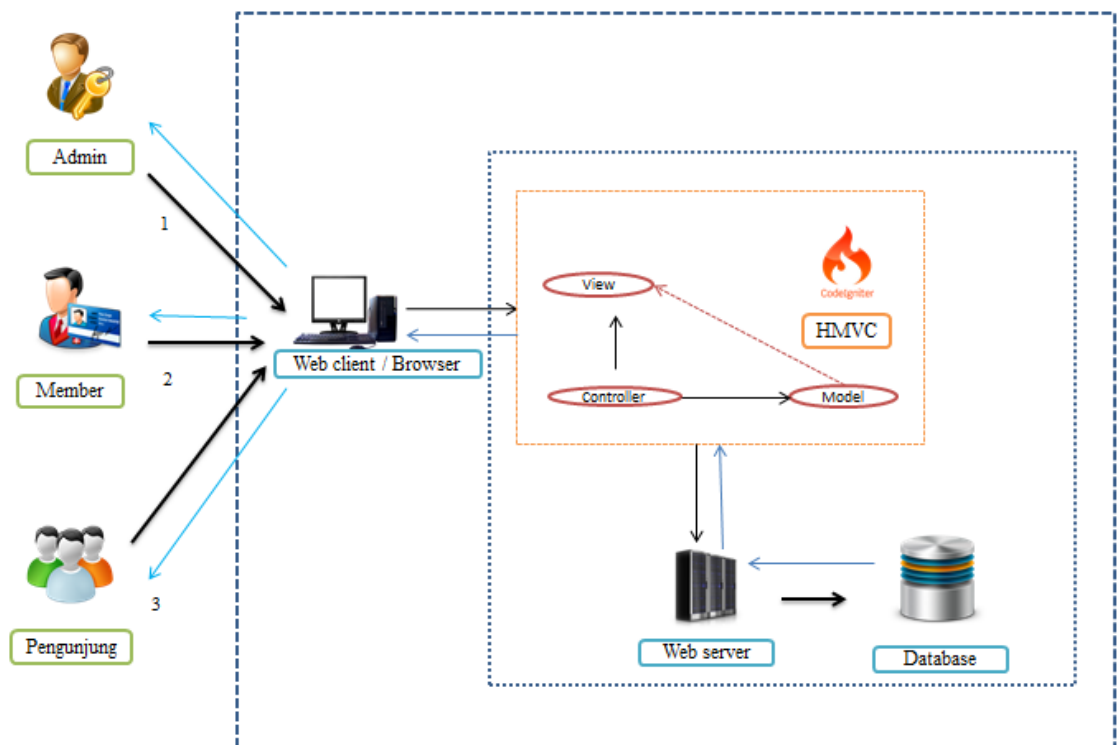 Admin
1
Member
2
Pengunjung
3
Web client / Browser
View
Controller
Model
CodeIgniter
HMVC
Web server
Database